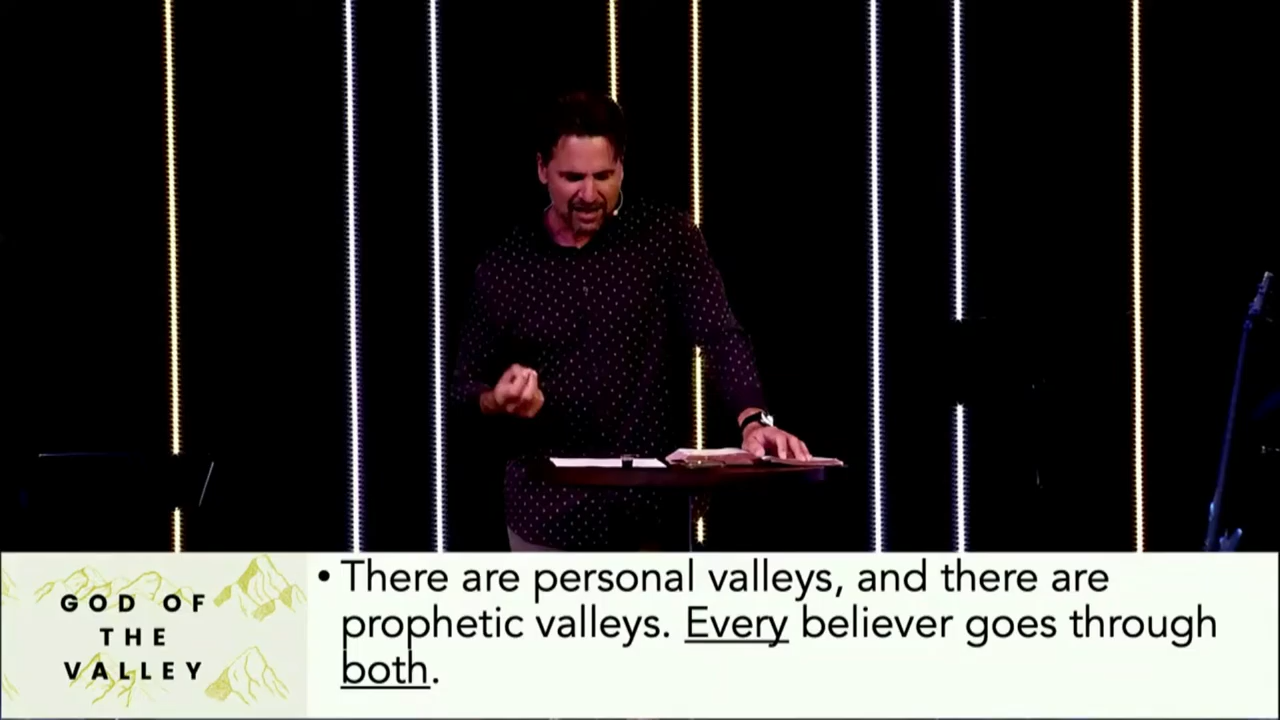 GOD OF
THE
VALLEY
• There are personal valleys, and there are
prophetic valleys. Every believer goes through
both.